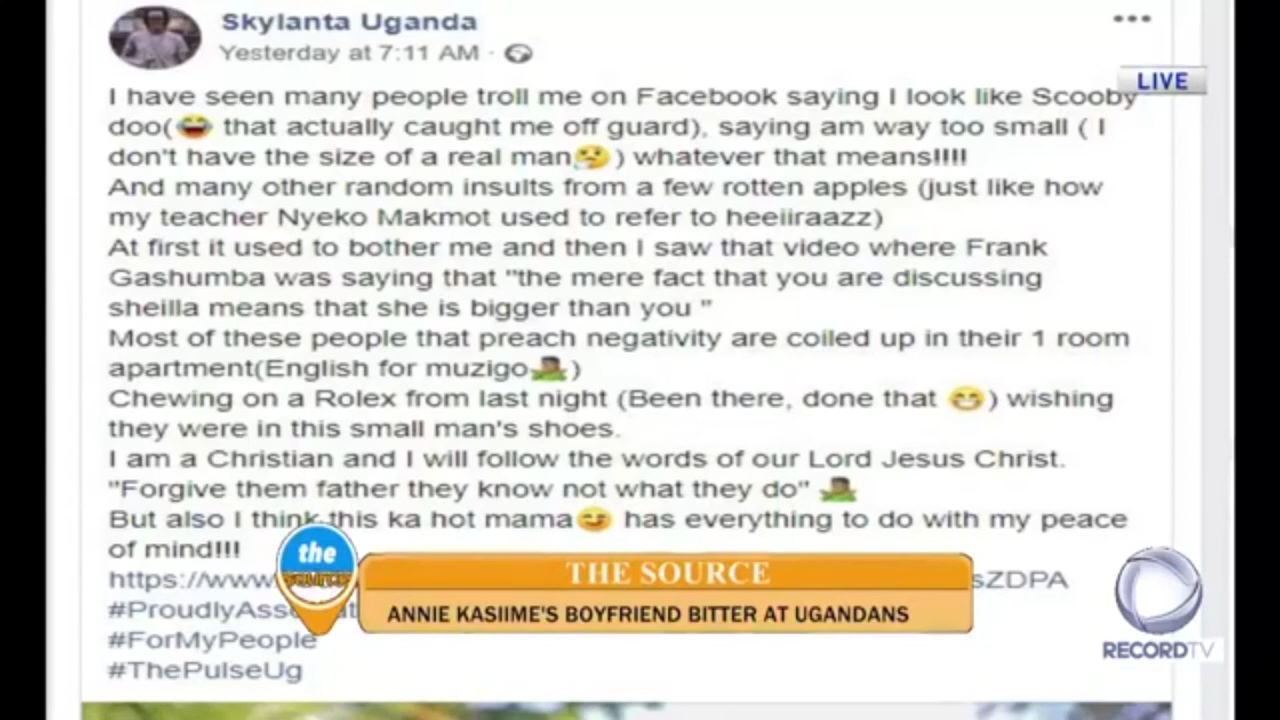 Skylanta Uganda
Yesterday at 7:11 AM ·
LIVE
I have seen many people troll me on Facebook saying I look like Scooby
doo(😂 that actually caught me off guard), saying am way too small ( I
don't have the size of a real man🤔) whatever that means!!!!
And many other random insults from a few rotten apples (just like how
my teacher Nyeko Makmot used to refer to heeiiraazz)
At first it used to bother me and then I saw that video where Frank
Gashumba was saying that "the mere fact that you are discussing
sheilla means that she is bigger than you "
Most of these people that preach negativity are coiled up in their 1 room
apartment(English for muzigo🤷)
Chewing on a Rolex from last night (Been there, done that 😁) wishing
they were in this small man's shoes.
I am a Christian and I will follow the words of our Lord Jesus Christ.
"Forgive them father they know not what they do" 🤷
But also I think this ka hot mama😊 has everything to do with my peace
of mind!!!
https://www sZDPA
#ProudlyAsso
#ForMyPeople
#ThePulseUg
the
source
THE SOURCE
ANNIE KASIIME'S BOYFRIEND BITTER AT UGANDANS
RECORDTV